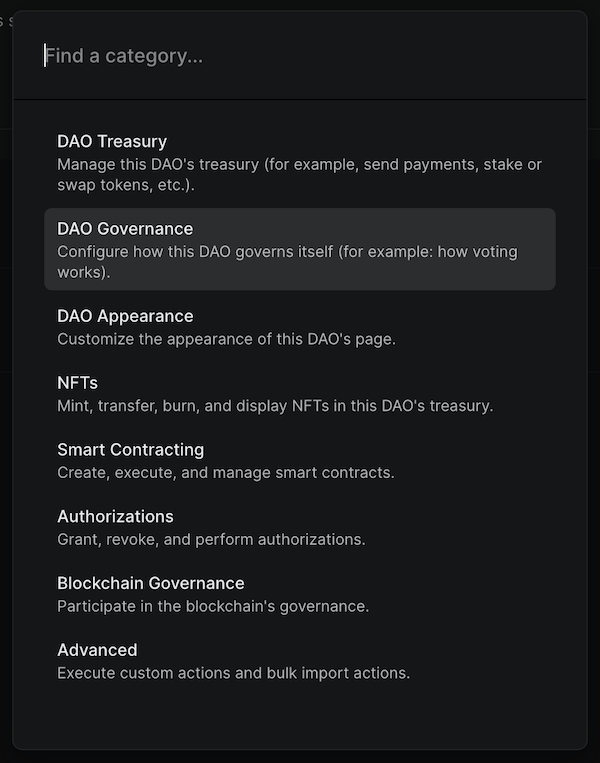 Find a category...
DAO Treasury
Manage this DAO's treasury (for example, send payments, stake or
swap tokens, etc.).
DAO Governance
Configure how this DAO governs itself (for example: how voting
works).
DAO Appearance
Customize the appearance of this DAO's page.
NFTs
Mint, transfer, burn, and display NFTs in this DAO's treasury.
Smart Contracting
Create, execute, and manage smart contracts.
Authorizations
Grant, revoke, and perform authorizations.
Blockchain Governance
Participate in the blockchain's governance.
Advanced
Execute custom actions and bulk import actions.